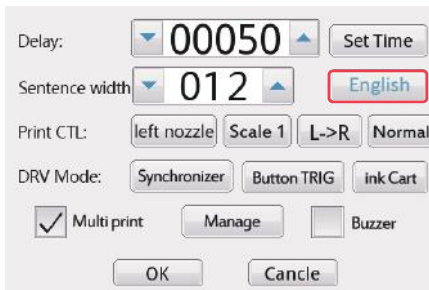 Delay: 00050 Set Time
Sentence width 012 English
Print CTL: left nozzle Scale 1 L->R Normal
DRV Mode: Synchronizer Button TRIG ink Cart
Multi print Manage Buzzer
OK Cancle